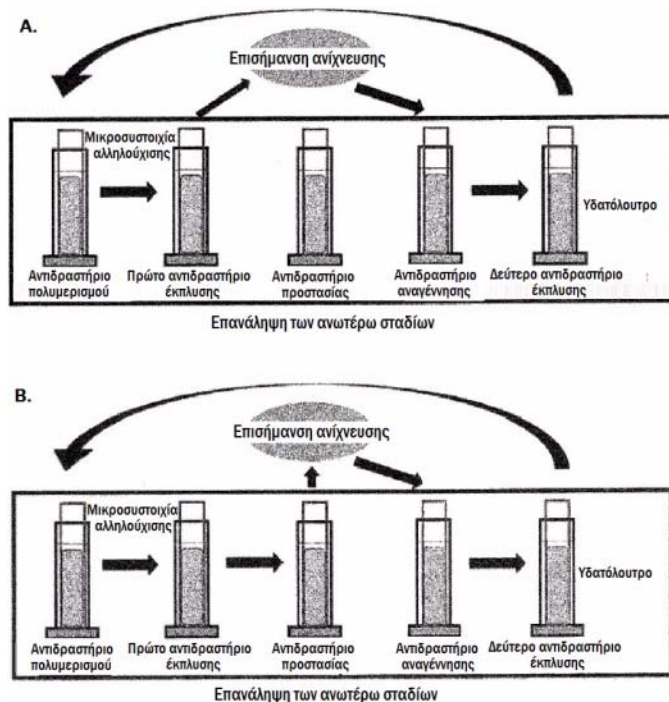 A.
Επισήμανση ανίχνευσης
Μικροσυστοιχία
αλληλούχισης
Υδατόλουτρο
Αντιδραστήριο
πολυμερισμού
Πρώτο αντιδραστήριο
έκπλυσης
Αντιδραστήριο
προστασίας
Αντιδραστήριο
αναγέννησης
Δεύτερο αντιδραστήριο
έκπλυσης
Επανάληψη των ανωτέρω σταδίων
B.
Επισήμανση ανίχνευσης
Μικροσυστοιχία
αλληλούχισης
Υδατόλουτρο
Αντιδραστήριο
πολυμερισμού
Πρώτο αντιδραστήριο
έκπλυσης
Αντιδραστήριο
προστασίας
Αντιδραστήριο
αναγέννησης
Δεύτερο αντιδραστήριο
έκπλυσης
Επανάληψη των ανωτέρω σταδίων